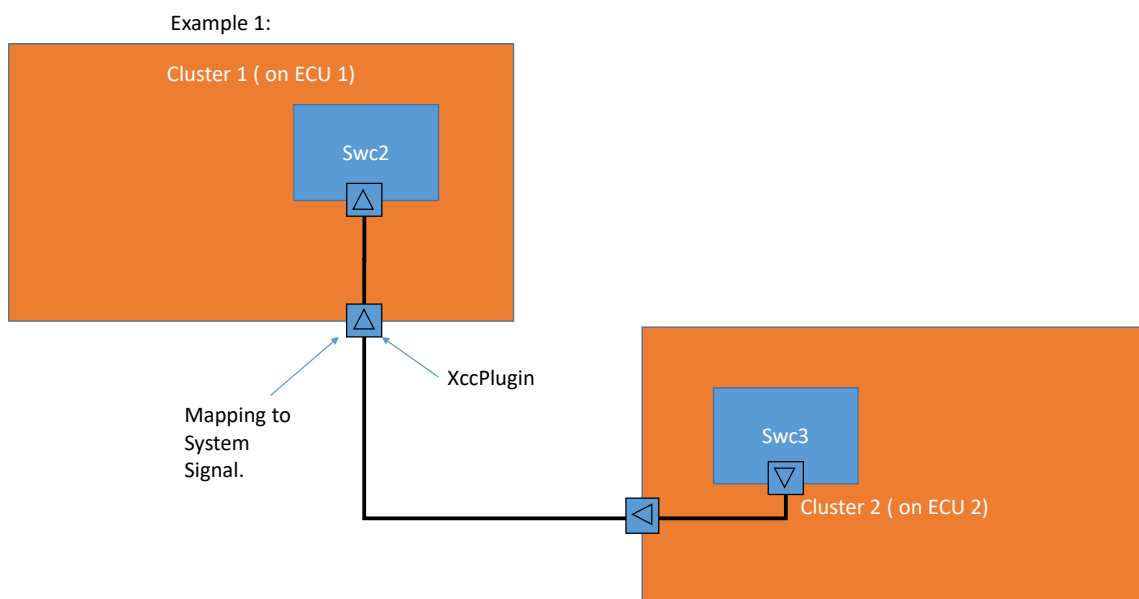 Example 1:
Cluster 1 ( on ECU 1)
Swc2
XccPlugin
Mapping to
System
Signal.
Swc3
Cluster 2 ( on ECU 2)